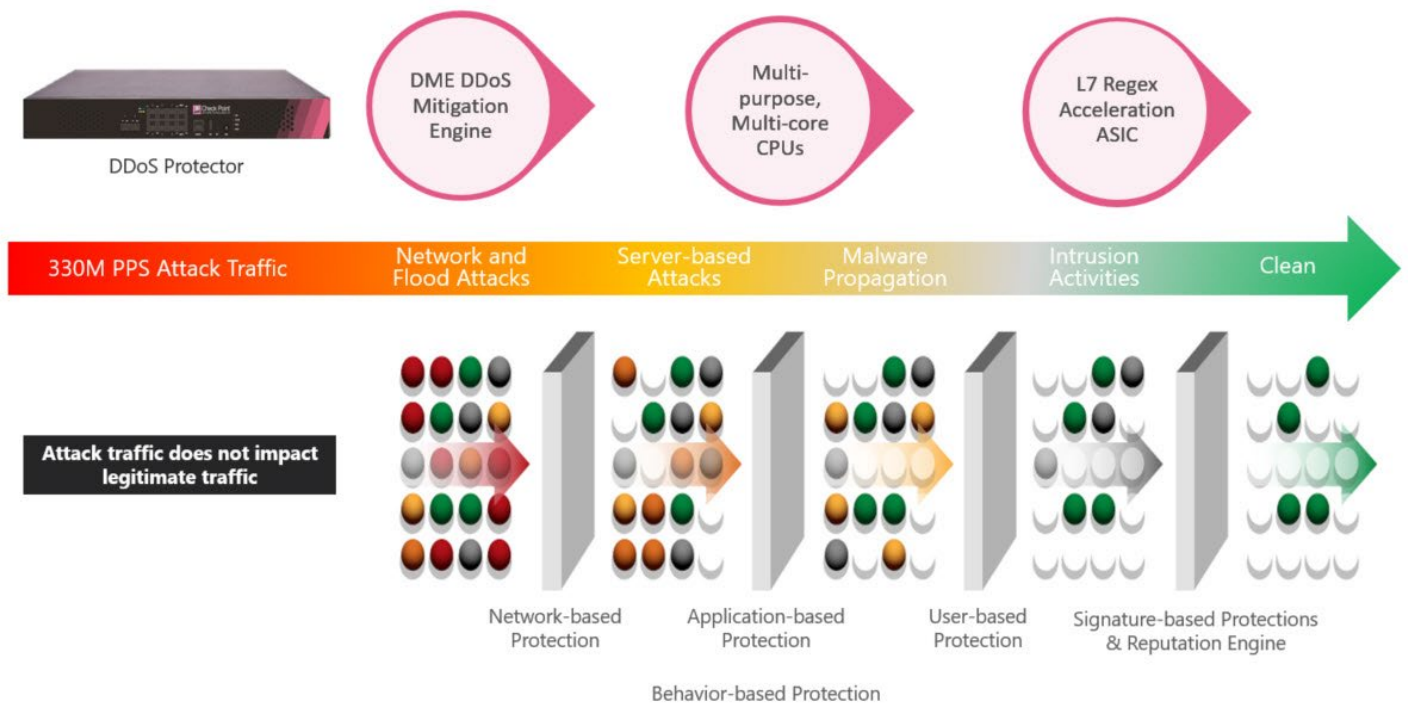 DME DDoS
Mitigation
Engine
Multi-
purpose,
Multi-core
CPUs
L7 Regex
Acceleration
ASIC
Check Point
DDoS Protector
330M PPS Attack Traffic
Network and
Flood Attacks
Server-based
Attacks
Malware
Propagation
Intrusion
Activities
Clean
Attack traffic does not impact
legitimate traffic
Network-based
Protection
Application-based
Protection
User-based
Protection
Signature-based Protections
& Reputation Engine
Behavior-based Protection